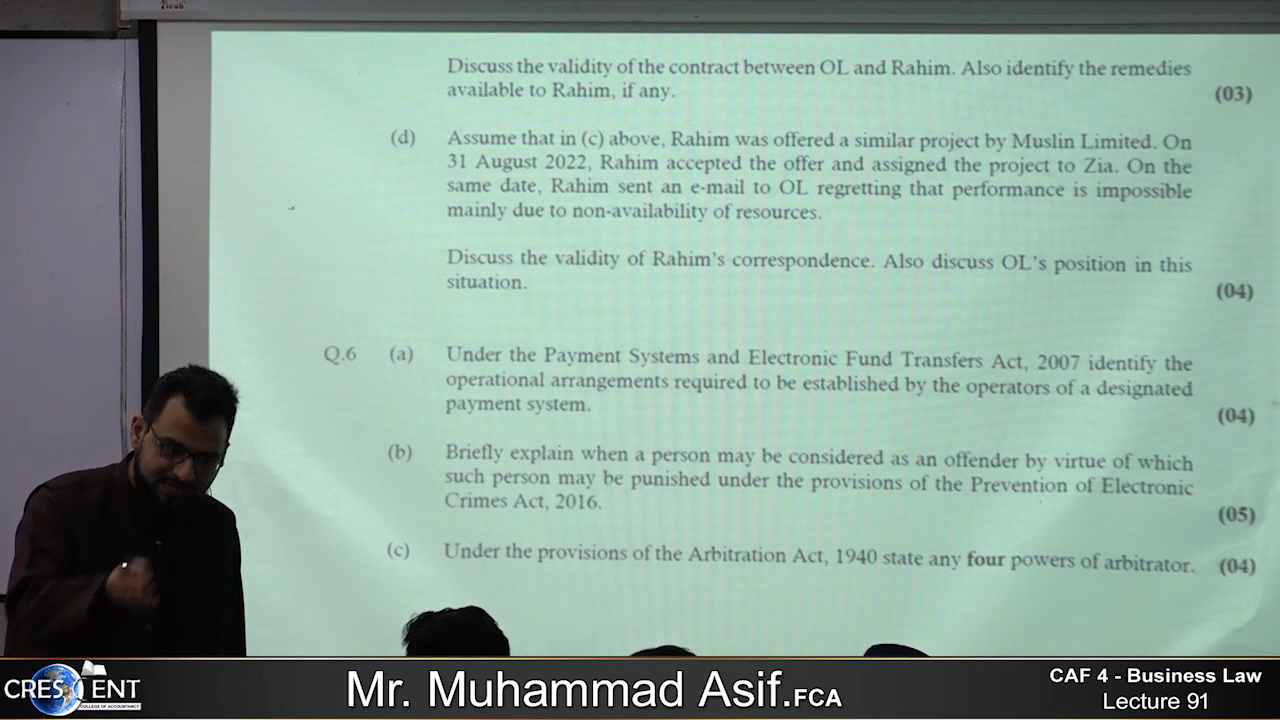 Discuss the validity of the contract between OL and Rahim. Also identify the remedies
available to Rahim, if any. (03)
(d) Assume that in (c) above, Rahim was offered a similar project by Muslin Limited. On
31 August 2022, Rahim accepted the offer and assigned the project to Zia. On the
same date, Rahim sent an e-mail to OL regretting that performance is impossible
mainly due to non-availability of resources.
Discuss the validity of Rahim's correspondence. Also discuss OL's position in this
situation. (04)
Q.6 (a) Under the Payment Systems and Electronic Fund Transfers Act, 2007 identify the
operational arrangements required to be established by the operators of a designated
payment system. (04)
(b) Briefly explain when a person may be considered as an offender by virtue of which
such person may be punished under the provisions of the Prevention of Electronic
Crimes Act, 2016. (05)
(c) Under the provisions of the Arbitration Act, 1940 state any four powers of arbitrator. (04)
CRESCENT
COLLEGE OF ACCOUNTANCY
Mr. Muhammad Asif.FCA
CAF 4 - Business Law
Lecture 91